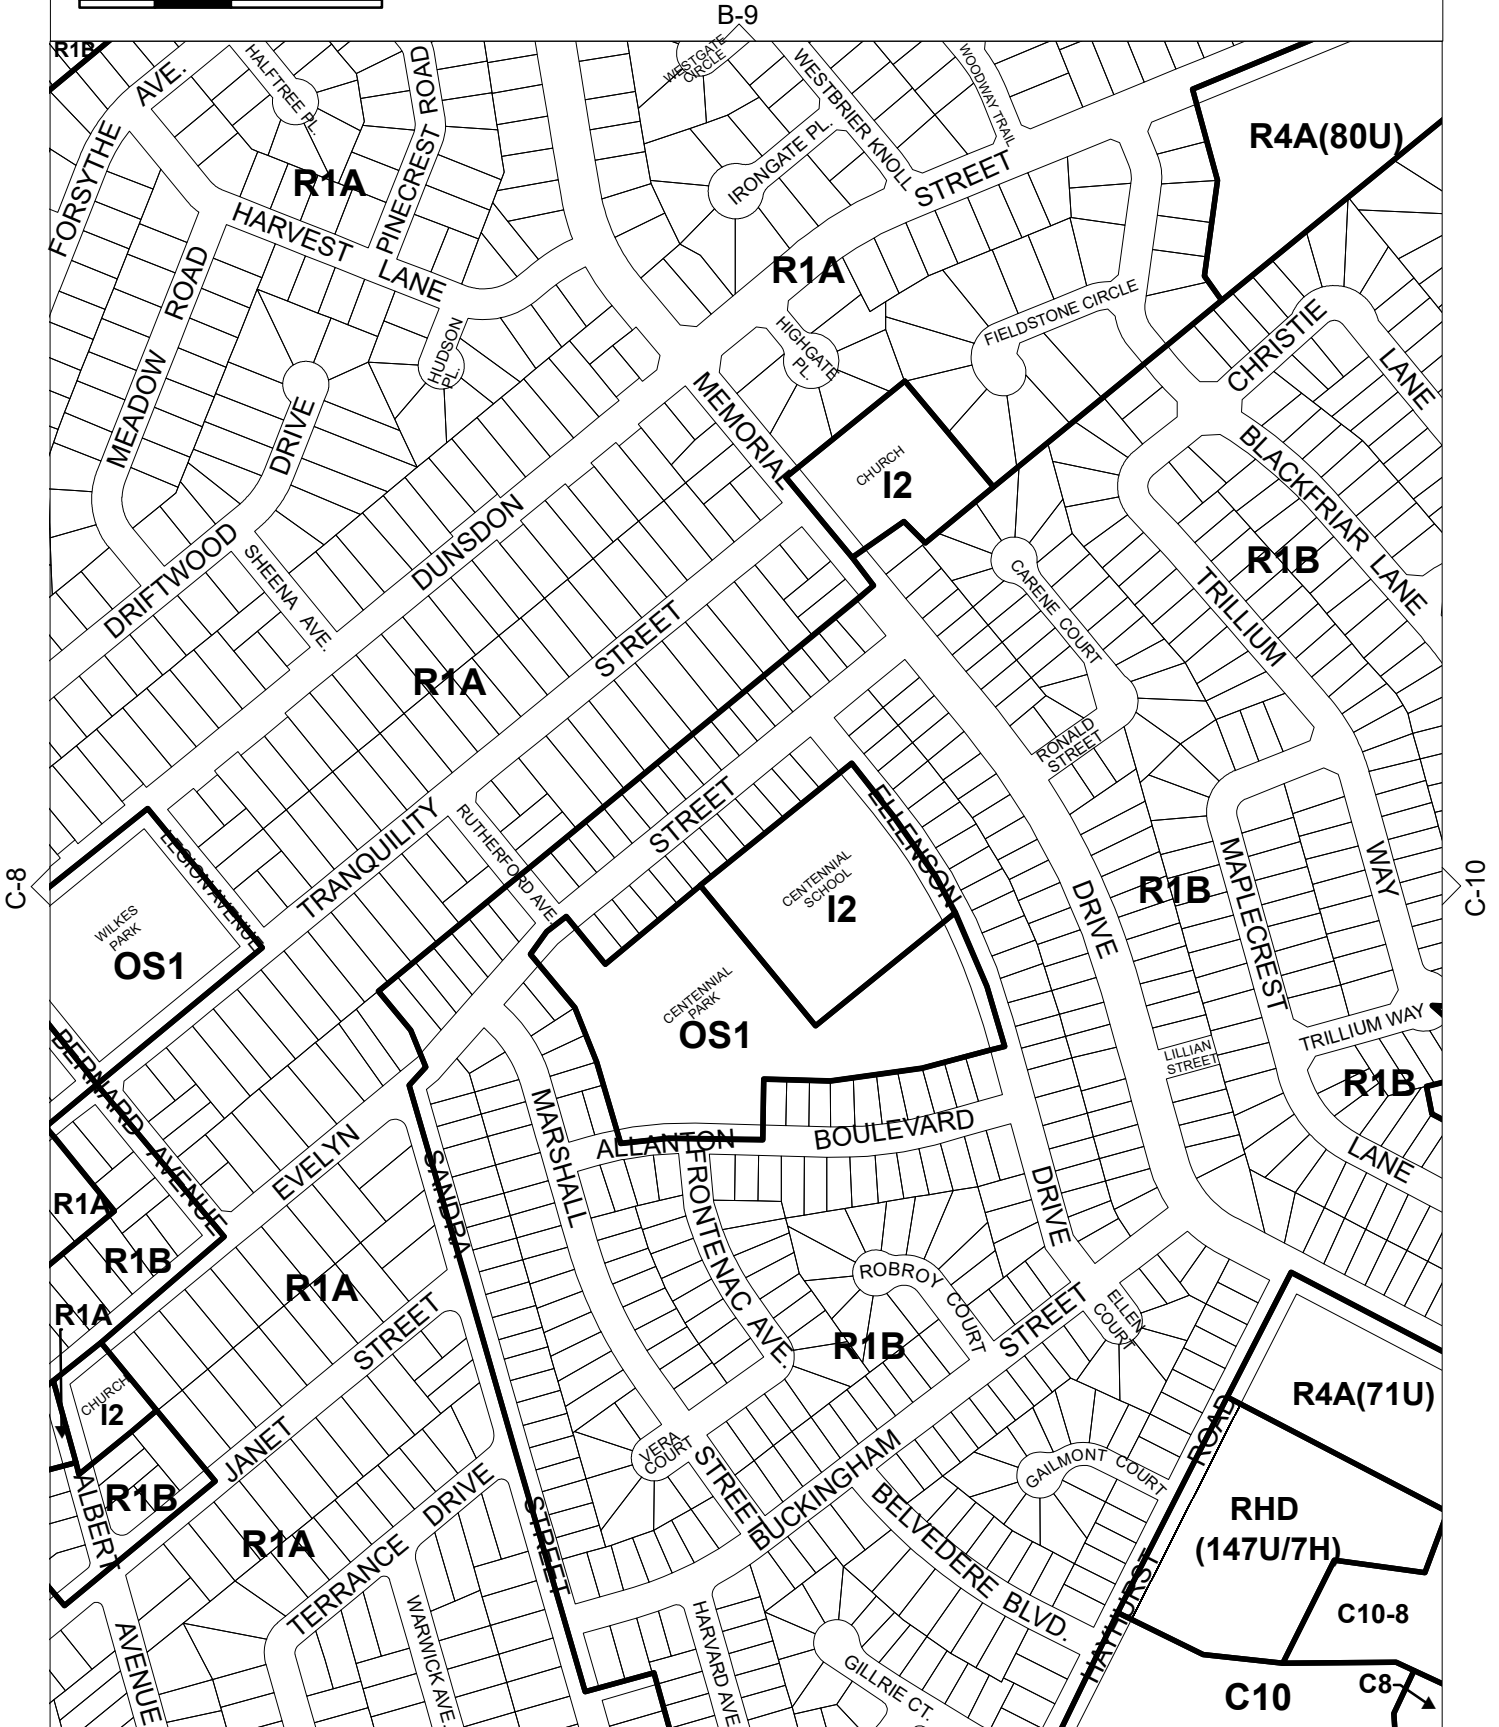 B-9
R1B
FORSYTHE
AVE.
HALFTREE PL.
PINECREST ROAD
WESTGATE
CIRCLE
WESTBRIER KNOLL
WOODWAY TRAIL
R4A(80U)
R1A
IRONGATE PL.
STREET
HARVEST
LANE
MEADOW
ROAD
R1A
HUDSON
PL.
HIGHGATE
PL.
FIELDSTONE CIRCLE
CHRISTIE
LANE
DRIVE
MEMORIAL
CHURCH
I2
BLACKFRIAR LANE
DRIFTWOOD
SHEENA AVE.
DUNSDON
R1B
CARENE COURT
TRILLIUM
R1A
STREET
RONALD
STREET
RUTHERFORD AVE.
STREET
ELLENSON
LEGION AVENUE
TRANQUILITY
C-8
CENTENNIAL
SCHOOL
I2
DRIVE
R1B
MAPLECREST
WAY
C-10
WILKES
PARK
OS1
CENTENNIAL
PARK
OS1
BERNARD
AVENUE
LILLIAN
STREET
TRILLIUM WAY
R1B
MARSHALL
ALLANTON
BOULEVARD
LANE
EVELYN
SANDRA
FRONTENAC AVE.
DRIVE
R1A
R1B
R1A
R1A
ROBROY
COURT
R1B
STREET
ELLEN
COURT
STREET
CHURCH
I2
R4A(71U)
JANET
VERA
COURT
STREET
BUCKINGHAM
GAILMONT COURT
ROAD
R1B
ALBERT
R1A
TERRANCE
DRIVE
STREET
BELVEDERE BLVD.
RHD
(147U/7H)
HAYHURST
C10-8
WARWICK AVE.
HARVARD AVE
AVENUE
GILLRIE CT.
C10
C8